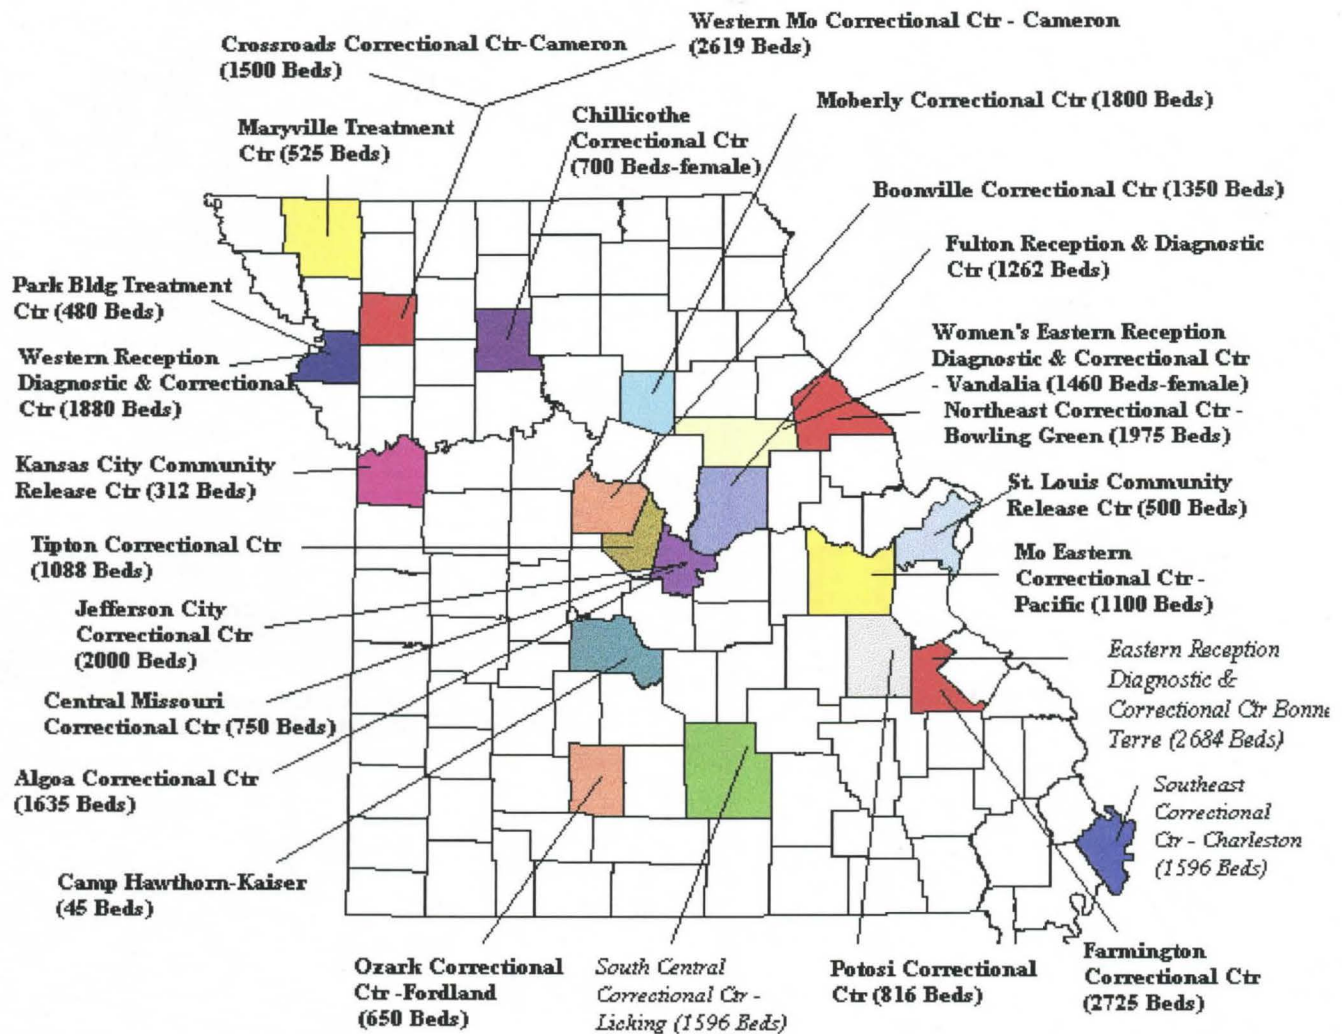 Western Mo Correctional Ctr - Cameron
(2619 Beds)
Crossroads Correctional Ctr-Cameron
(1500 Beds)
Moberly Correctional Ctr (1800 Beds)
Chillicothe
Correctional Ctr
(700 Beds-female)
Maryville Treatment
Ctr (525 Beds)
Boonville Correctional Ctr (1350 Beds)
Fulton Reception & Diagnostic
Ctr (1262 Beds)
Park Bldg Treatment
Ctr (480 Beds)
Women's Eastern Reception
Diagnostic & Correctional Ctr
- Vandalia (1460 Beds-female)
Western Reception
Diagnostic & Correctional
Ctr (1880 Beds)
Northeast Correctional Ctr -
Bowling Green (1975 Beds)
Kansas City Community
Release Ctr (312 Beds)
St. Louis Community
Release Ctr (500 Beds)
Tipton Correctional Ctr
(1088 Beds)
Mo Eastern
Correctional Ctr -
Pacific (1100 Beds)
Jefferson City
Correctional Ctr
(2000 Beds)
Eastern Reception
Diagnostic &
Correctional Ctr Bonne
Terre (2684 Beds)
Central Missouri
Correctional Ctr (750 Beds)
Algoa Correctional Ctr
(1635 Beds)
Southeast
Correctional
Ctr - Charleston
(1596 Beds)
Camp Hawthorn-Kaiser
(45 Beds)
Ozark Correctional
Ctr -Fordland
(650 Beds)
South Central
Correctional Ctr -
Licking (1596 Beds)
Potosi Correctional
Ctr (816 Beds)
Farmington
Correctional Ctr
(2725 Beds)